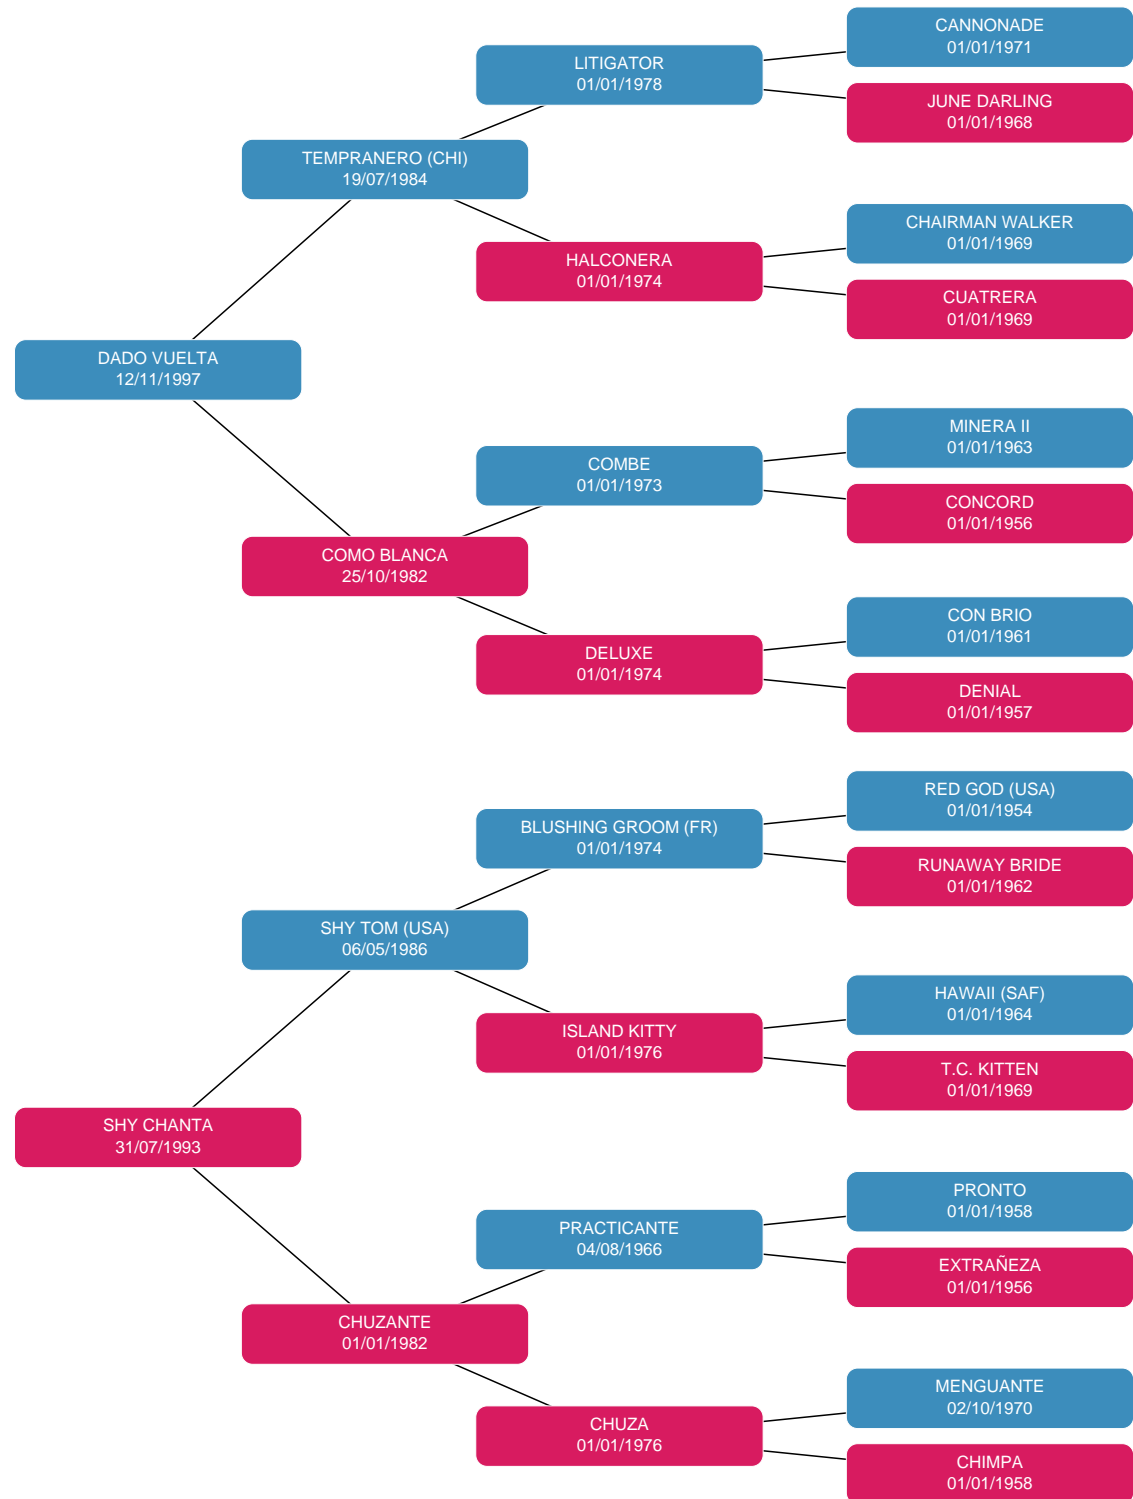 CANNONADE
01/01/1971
LITIGATOR
01/01/1978
JUNE DARLING
01/01/1968
TEMPRANERO (CHI)
19/07/1984
CHAIRMAN WALKER
01/01/1969
HALCONERA
01/01/1974
CUATRERA
01/01/1969
DADO VUELTA
12/11/1997
MINERA II
01/01/1963
COMBE
01/01/1973
CONCORD
01/01/1956
COMO BLANCA
25/10/1982
CON BRIO
01/01/1961
DELUXE
01/01/1974
DENIAL
01/01/1957
RED GOD (USA)
01/01/1954
BLUSHING GROOM (FR)
01/01/1974
RUNAWAY BRIDE
01/01/1962
SHY TOM (USA)
06/05/1986
HAWAII (SAF)
01/01/1964
ISLAND KITTY
01/01/1976
T.C. KITTEN
01/01/1969
SHY CHANTA
31/07/1993
PRONTO
01/01/1958
PRACTICANTE
04/08/1966
EXTRAÑEZA
01/01/1956
CHUZANTE
01/01/1982
MENGUANTE
02/10/1970
CHUZA
01/01/1976
CHIMPA
01/01/1958